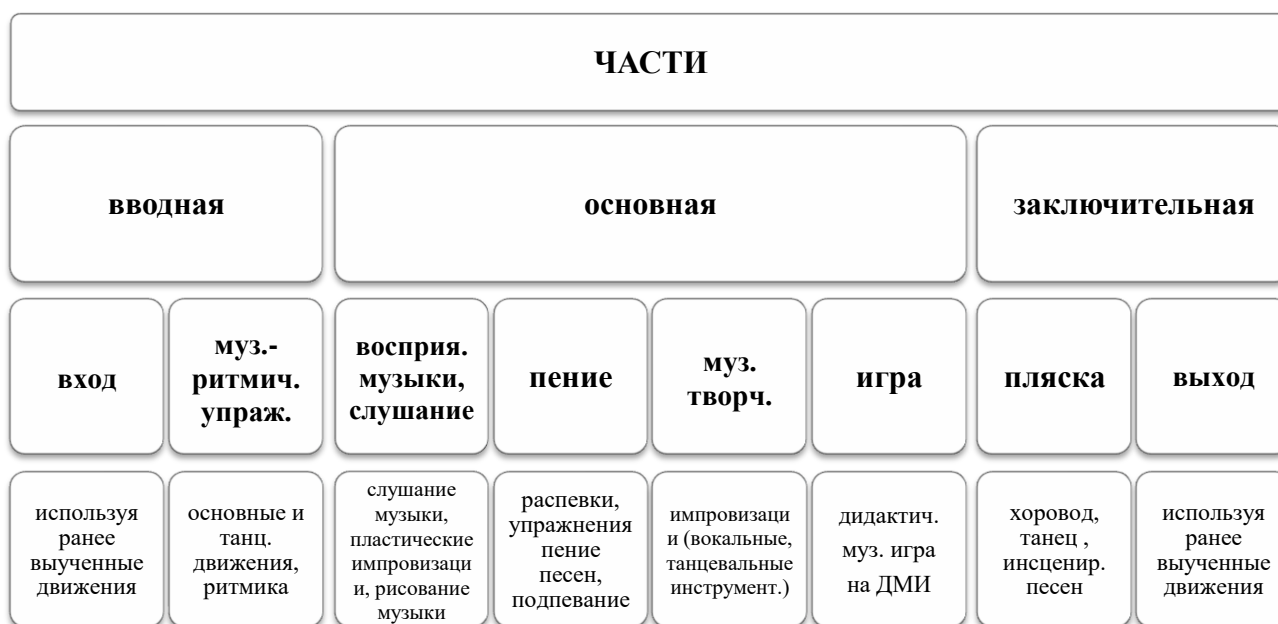 ЧАСТИ
вводная
основная
заключительная
вход
муз.-
ритмич.
упраж.
восприя.
музыки,
слушание
пение
муз.
творч.
игра
пляска
выход
используя
ранее
выученные
движения
основные и
танц.
движения,
ритмика
слушание
музыки,
пластические
импровизаци
и, рисование
музыки
распевки,
упражнения
пение
песен,
подпевание
импровизаци
и (вокальные,
танцевальные
инструмент.)
дидактич.
муз. игра
на ДМИ
хоровод,
танец ,
инсценир.
песен
используя
ранее
выученные
движения